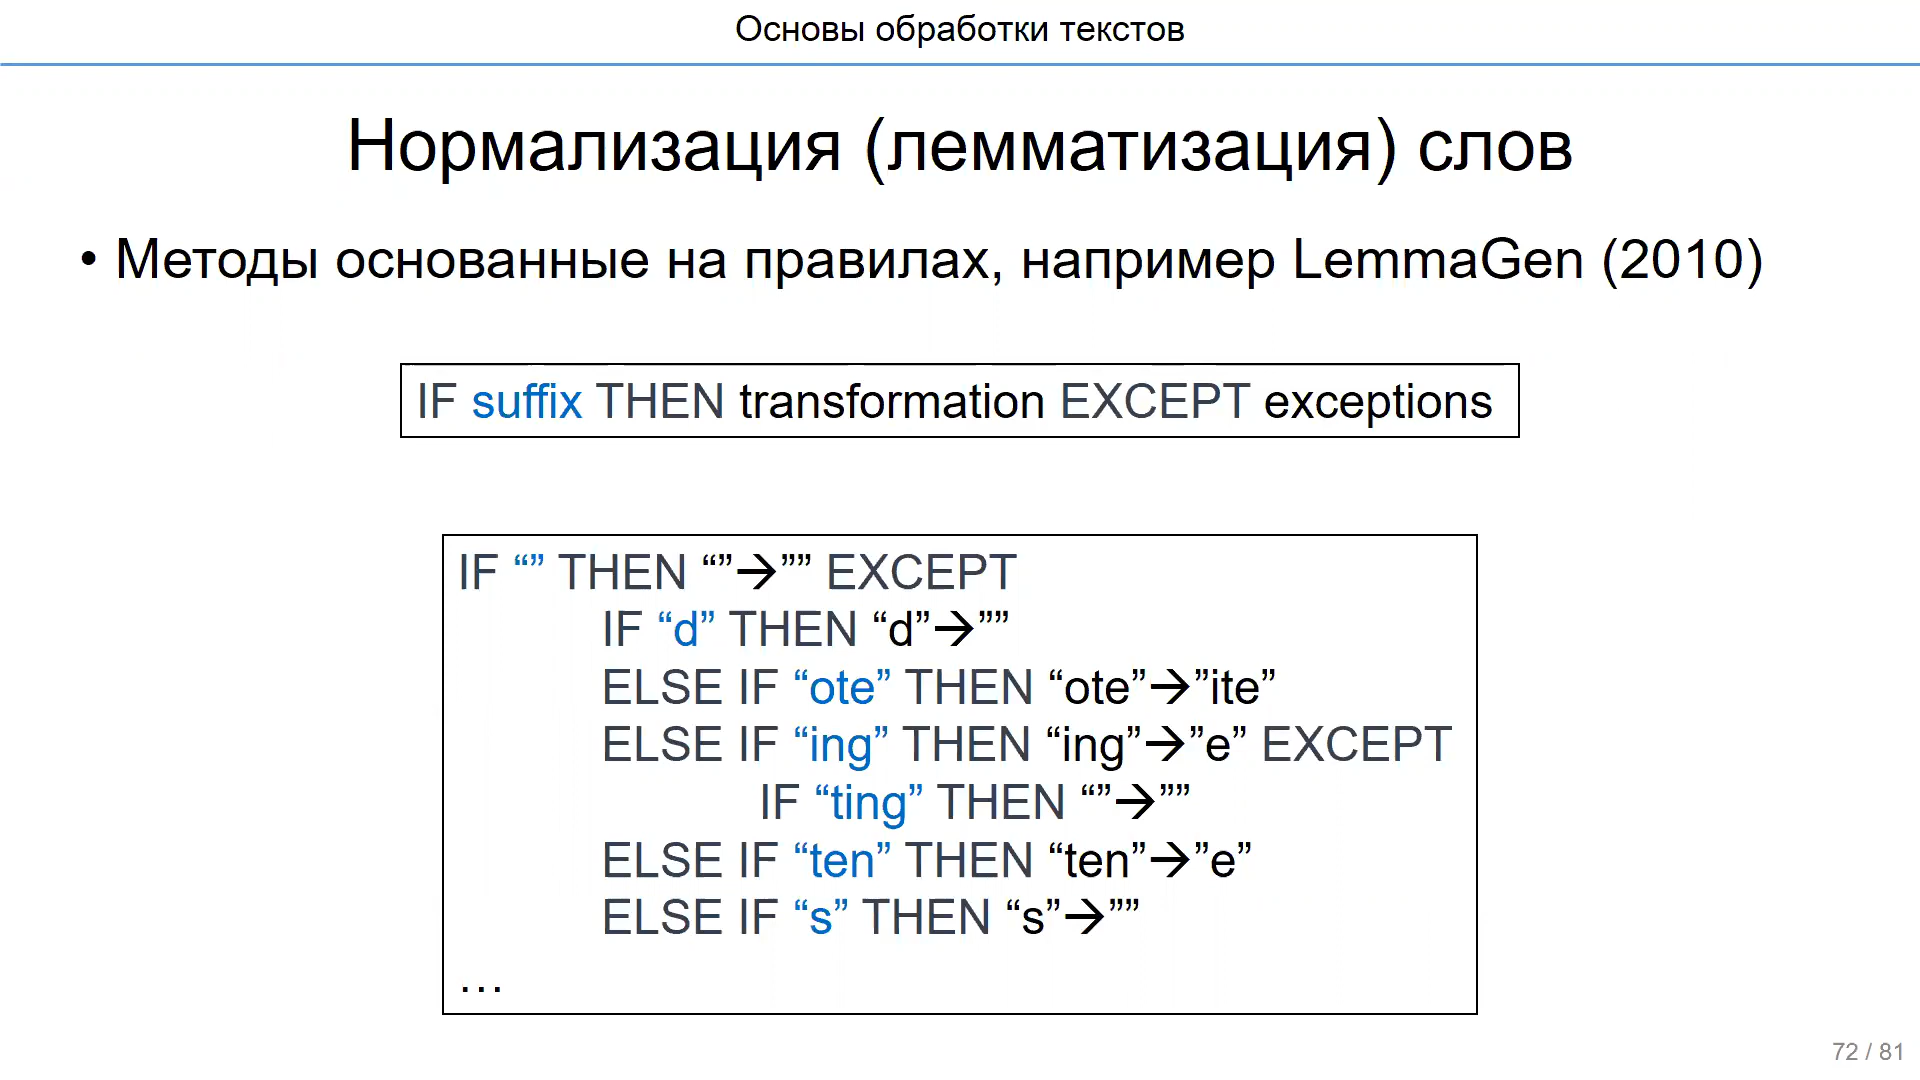 Основы обработки текстов
Нормализация (лемматизация) слов
• Методы основанные на правилах, например LemmaGen (2010)
IF suffix THEN transformation EXCEPT exceptions
IF “” THEN “”→”” EXCEPT
IF “d” THEN “d”→””
ELSE IF “ote” THEN “ote”→”ite”
ELSE IF “ing” THEN “ing”→”e” EXCEPT
IF “ting” THEN “”→””
ELSE IF “ten” THEN “ten”→”e”
ELSE IF “s” THEN “s”→””
…
72 / 81